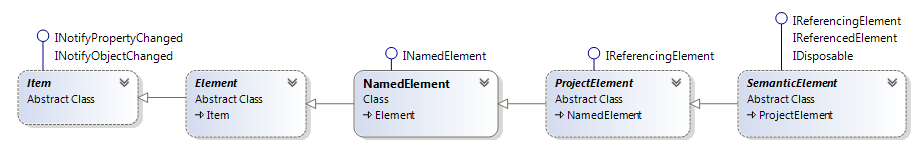 INotifyPropertyChanged
INotifyObjectChanged
Item
Abstract Class
Element
Abstract Class
Item
INamedElement
NamedElement
Class
Element
IReferencingElement
ProjectElement
Abstract Class
NamedElement
IReferencingElement
IReferencedElement
IDisposable
SemanticElement
Abstract Class
ProjectElement